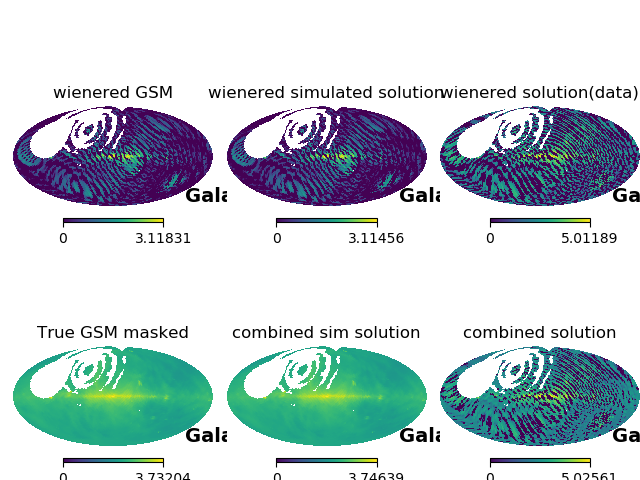 wienered GSM wienered simulated solution wienered solution(data)
Gala Gala Ga
0 3.11831 0 3.11456 0 5.01189
True GSM masked combined sim solution combined solution
Gala Gala Ga
0 3.73204 0 3.74639 0 5.02561